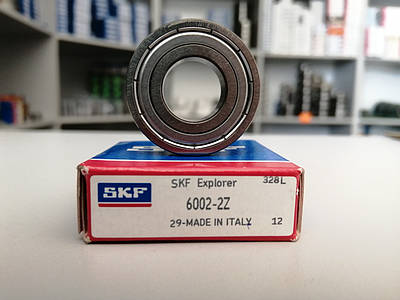 SKF
SKF Explorer 328L
6002-2Z
29-MADE IN ITALY 12